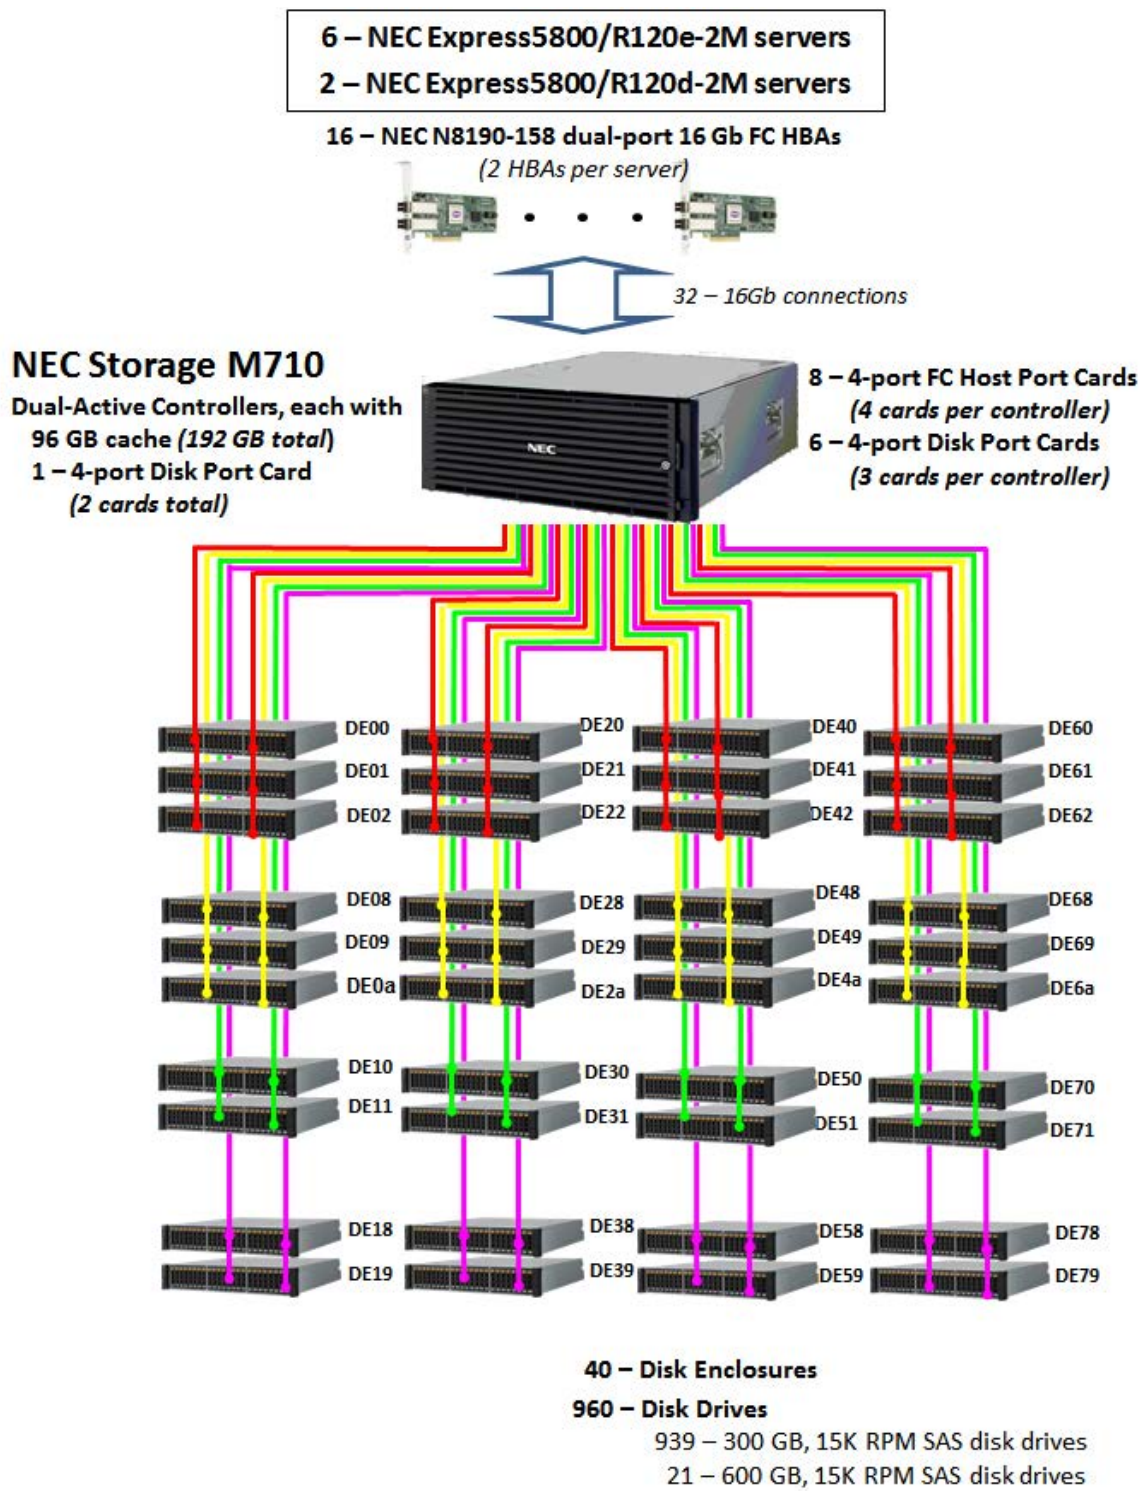 6 – NEC Express5800/R120e-2M servers
2 – NEC Express5800/R120d-2M servers
16 – NEC N8190-158 dual-port 16 Gb FC HBAs
(2 HBAs per server)
32 – 16Gb connections
NEC Storage M710
Dual-Active Controllers, each with
96 GB cache (192 GB total)
1 – 4-port Disk Port Card
(2 cards total)
NEC
8 – 4-port FC Host Port Cards
(4 cards per controller)
6 – 4-port Disk Port Cards
(3 cards per controller)
DE00 DE20 DE40 DE60
DE01 DE21 DE41 DE61
DE02 DE22 DE42 DE62
DE08 DE28 DE48 DE68
DE09 DE29 DE49 DE69
DE0a DE2a DE4a DE6a
DE10 DE30 DE50 DE70
DE11 DE31 DE51 DE71
DE18 DE38 DE58 DE78
DE19 DE39 DE59 DE79
40 – Disk Enclosures
960 – Disk Drives
939 – 300 GB, 15K RPM SAS disk drives
21 – 600 GB, 15K RPM SAS disk drives